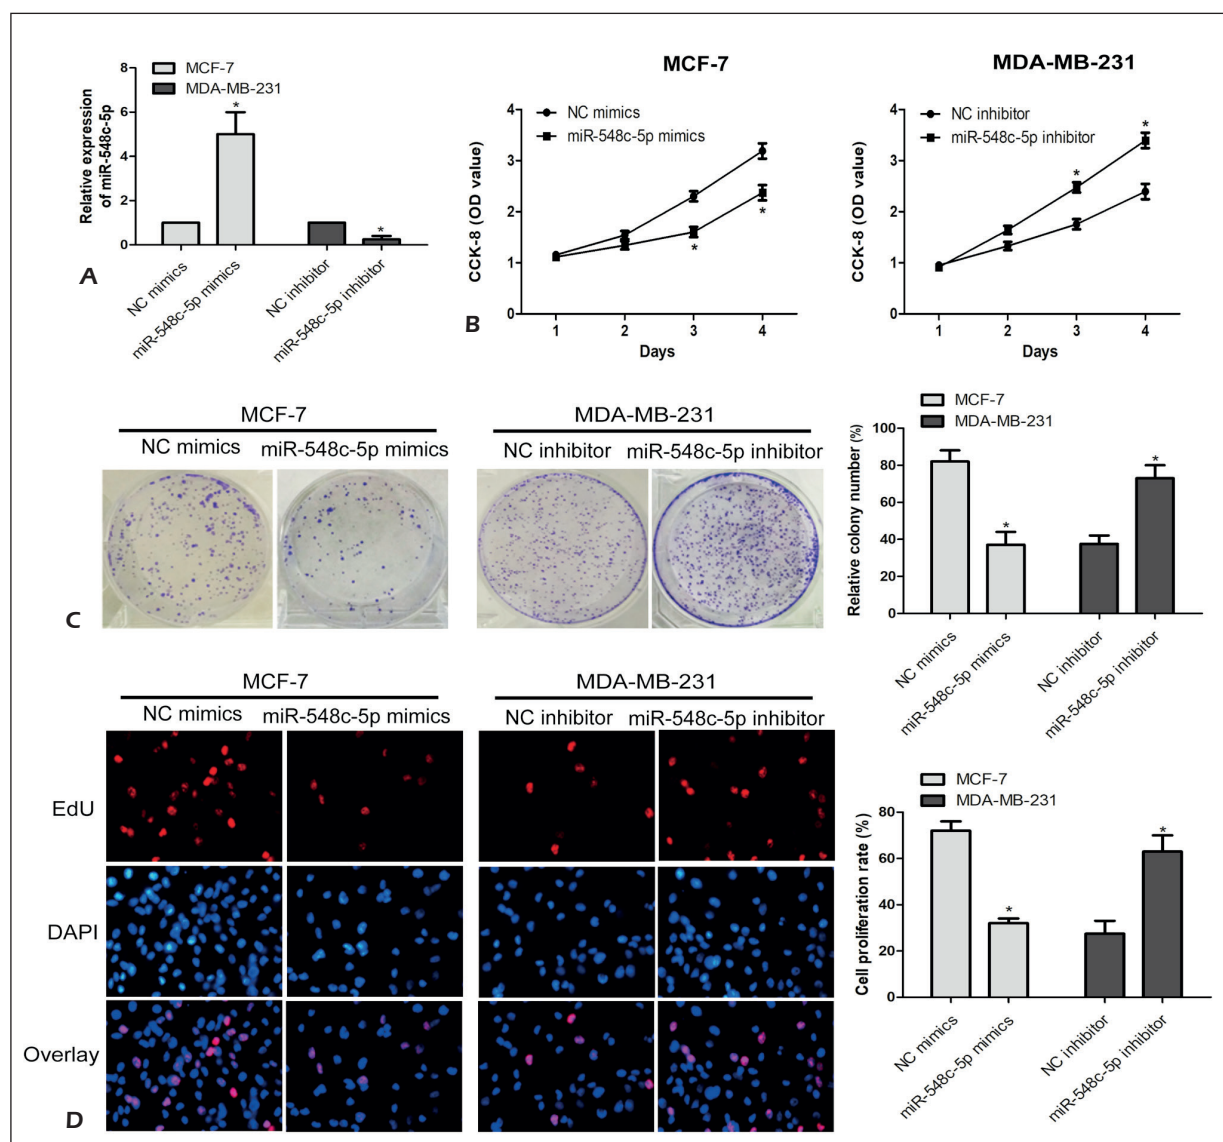 MCF-7
MDA-MB-231
8
6
4
2
0
Relative expression
of miR-548c-5p
*
*
NC mimics
miR-548c-5p mimics
NC inhibitor
miR-548c-5p inhibitor
A
MCF-7
NC mimics
miR-548c-5p mimics
4
3
2
1
0
CCK-8 (OD value)
*
*
1 2 3 4
Days
B
MDA-MB-231
NC inhibitor
miR-548c-5p inhibitor
4
3
2
1
0
CCK-8 (OD value)
*
*
1 2 3 4
Days
MCF-7
NC mimics miR-548c-5p mimics
MDA-MB-231
NC inhibitor miR-548c-5p inhibitor
C
MCF-7
MDA-MB-231
100
80
60
40
20
0
Relative colony number (%)
*
*
NC mimics
miR-548c-5p mimics
NC inhibitor
miR-548c-5p inhibitor
MCF-7
NC mimics miR-548c-5p mimics
MDA-MB-231
NC inhibitor miR-548c-5p inhibitor
EdU
DAPI
Overlay
D
MCF-7
MDA-MB-231
80
60
40
20
0
Cell proliferation rate (%)
*
*
NC mimics
miR-548c-5p mimics
NC inhibitor
miR-548c-5p inhibitor